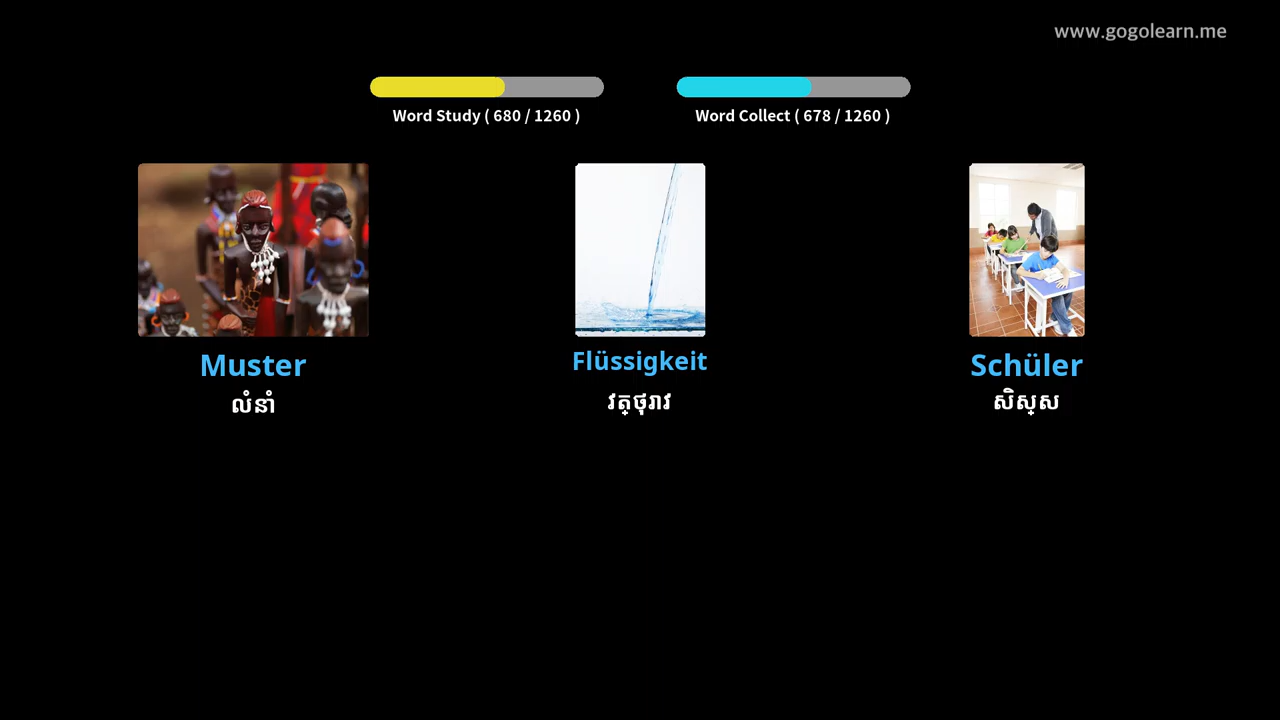 www.gogolearn.me
Word Study ( 680 / 1260 )
Word Collect ( 678 / 1260 )
Muster
Flüssigkeit
Schüler
លំនាំ
វត្ថុរាវ
សិស្ស